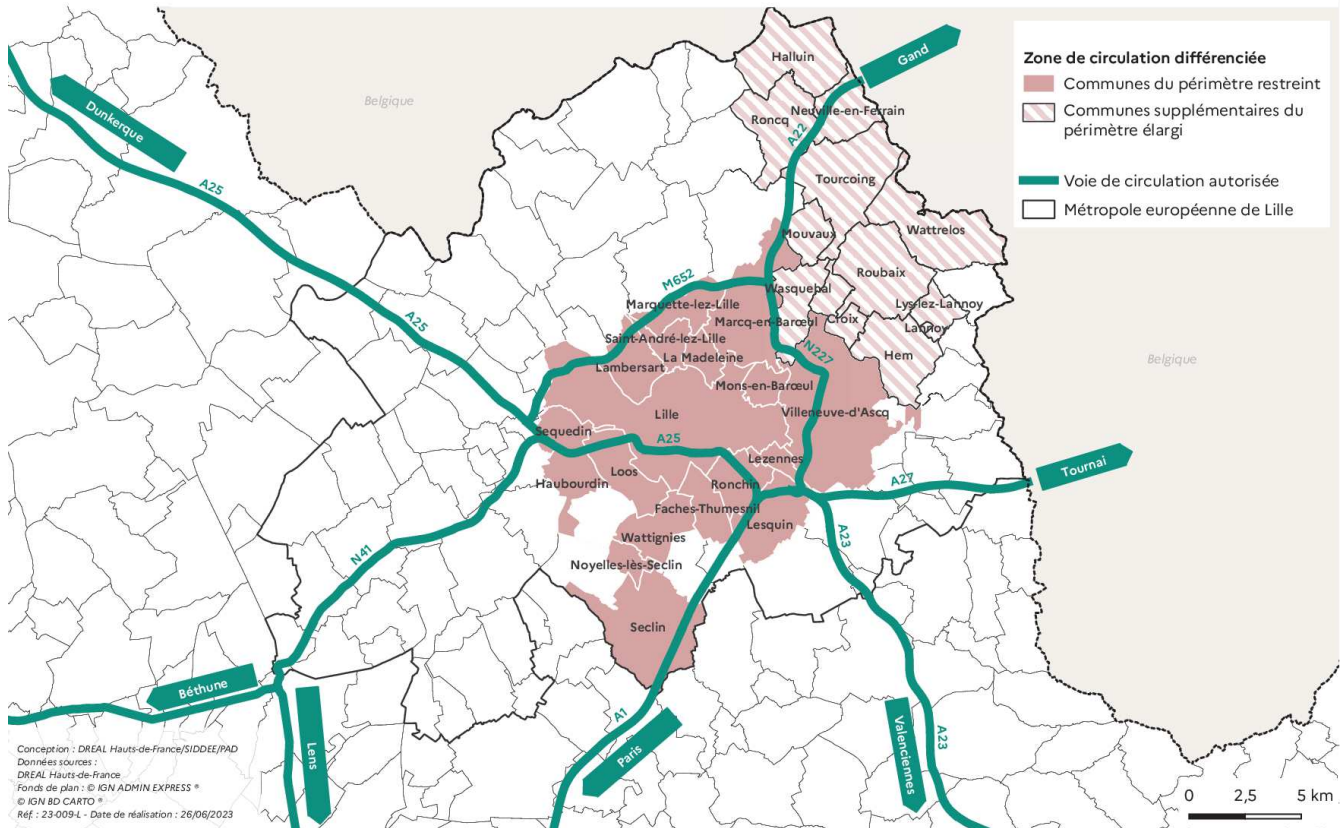 Zone de circulation différenciée
Communes du périmètre restreint
Communes supplémentaires du
périmètre élargi
Voie de circulation autorisée
Métropole européenne de Lille
Belgique
Dunkerque
Gand
Halluin
Neuville-en-Ferrain
Roncq
A22
A25
Tourcoing
Mouvaux
Wattrelos
Roubaix
M652
Wasquehal
Marquette-lez-Lille
Lys-lez-Lannoy
A25
Marcq-en-Barœul
Croix
Lannoy
Saint-André-lez-Lille
La Madeleine
N227
Hem
Belgique
Lambersart
Mons-en-Barœul
Lille
Villeneuve-d'Ascq
Sequedin
A25
Lezennes
Loos
Haubourdin
Ronchin
A27
Tournai
Faches-Thumesnil
Lesquin
A23
Wattignies
N41
Noyelles-lès-Seclin
Seclin
Béthune
Lens
A1
Paris
Valenciennes
A23
Conception : DREAL Hauts-de-France/SIDDEE/PAD
Données sources :
DREAL Hauts-de-France
Fonds de plan : © IGN ADMIN EXPRESS ®
© IGN BD CARTO ®
Réf. : 23-009-L - Date de réalisation : 26/06/2023
0 2,5 5 km